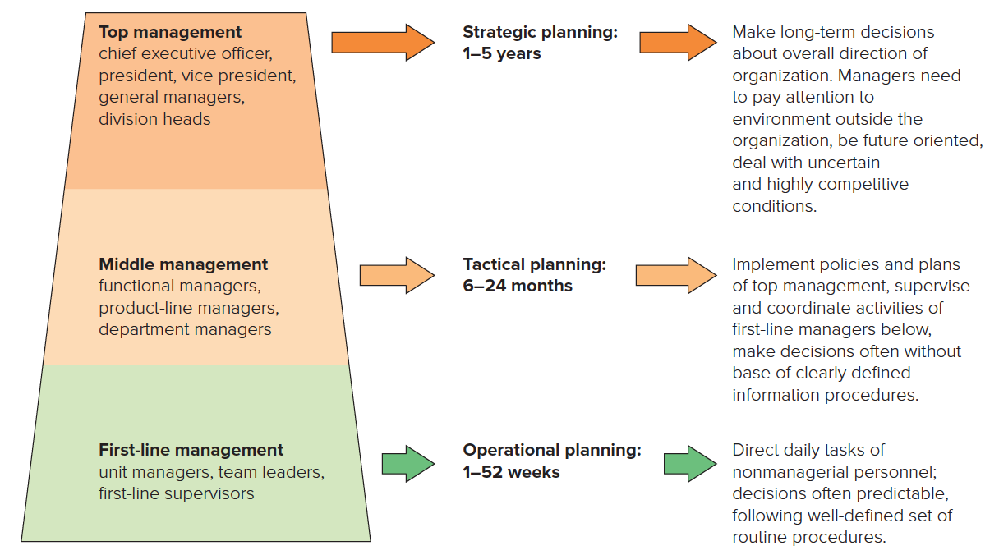 Top management
chief executive officer,
president, vice president,
general managers,
division heads
Strategic planning:
1–5 years
Make long-term decisions
about overall direction of
organization. Managers need
to pay attention to
environment outside the
organization, be future oriented,
deal with uncertain
and highly competitive
conditions.
Middle management
functional managers,
product-line managers,
department managers
Tactical planning:
6–24 months
Implement policies and plans
of top management, supervise
and coordinate activities of
first-line managers below,
make decisions often without
base of clearly defined
information procedures.
First-line management
unit managers, team leaders,
first-line supervisors
Operational planning:
1–52 weeks
Direct daily tasks of
nonmanagerial personnel;
decisions often predictable,
following well-defined set of
routine procedures.